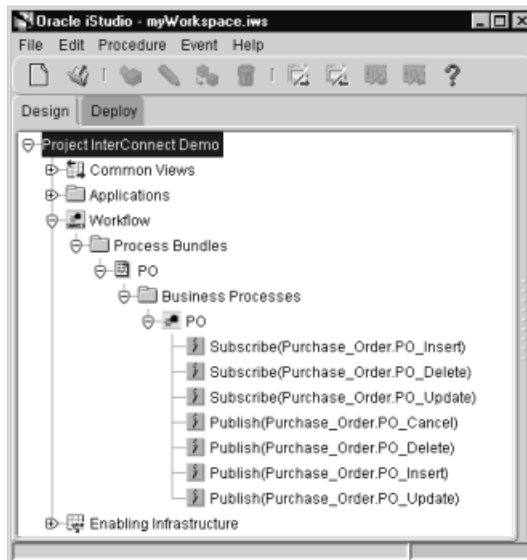 Oracle iStudio - myWorkspace.iws
File Edit Procedure Event Help
Design Deploy
Project InterConnect Demo
Common Views
Applications
Workflow
Process Bundles
PO
Business Processes
PO
Subscribe(Purchase_Order.PO_Insert)
Subscribe(Purchase_Order.PO_Delete)
Subscribe(Purchase_Order.PO_Update)
Publish(Purchase_Order.PO_Cancel)
Publish(Purchase_Order.PO_Delete)
Publish(Purchase_Order.PO_Insert)
Publish(Purchase_Order.PO_Update)
Enabling Infrastructure